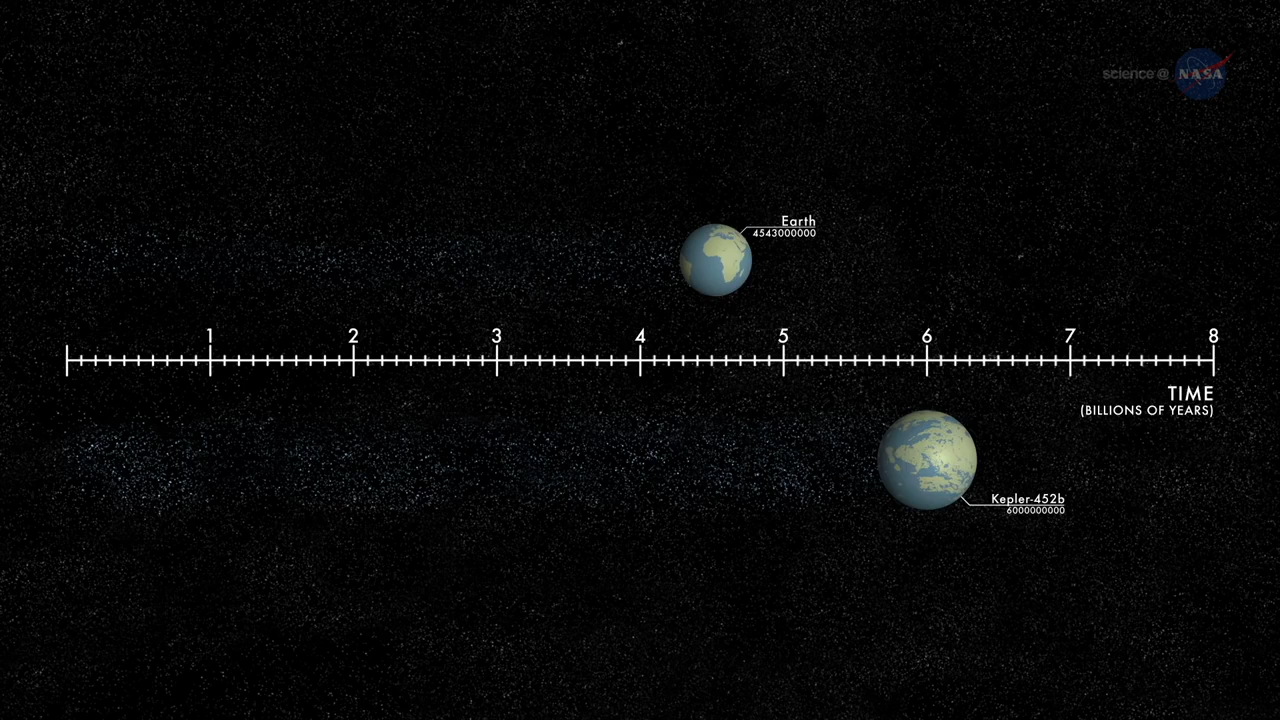 science@ NASA
Earth
4543000000
1 2 3 4 5 6 7 8
TIME
(BILLIONS OF YEARS)
Kepler-452b
6000000000